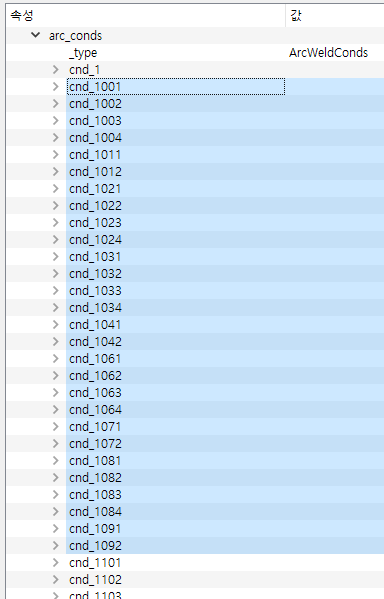 속성 값
arc_conds
_type ArcWeldConds
cnd_1
cnd_1001
cnd_1002
cnd_1003
cnd_1004
cnd_1011
cnd_1012
cnd_1021
cnd_1022
cnd_1023
cnd_1024
cnd_1031
cnd_1032
cnd_1033
cnd_1034
cnd_1041
cnd_1042
cnd_1061
cnd_1062
cnd_1063
cnd_1064
cnd_1071
cnd_1072
cnd_1081
cnd_1082
cnd_1083
cnd_1084
cnd_1091
cnd_1092
cnd_1101
cnd_1102
cnd_1103